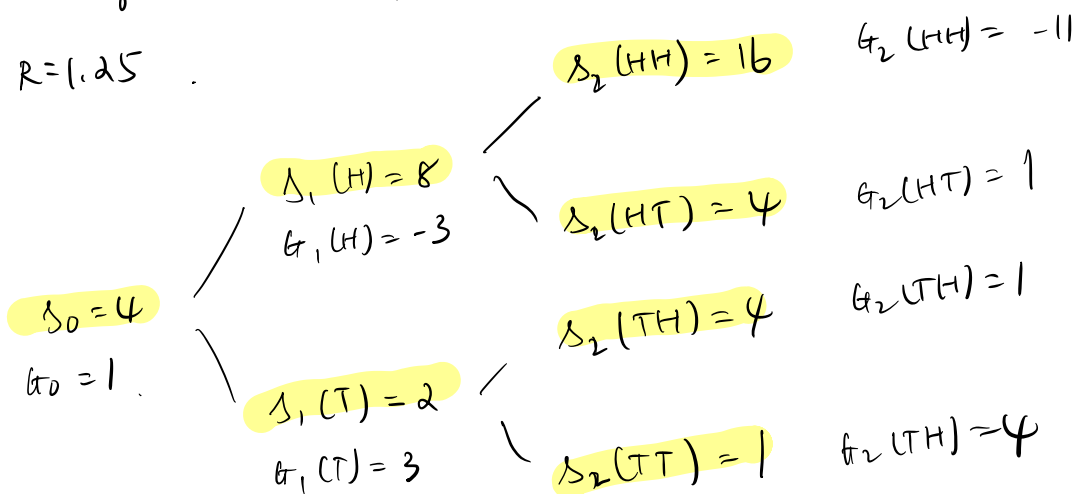 R=1.25 .
S₂(HH) = 16 G₂(HH) = -11
S₁(H) = 8
G₁(H) = -3
S₂(HT) = 4 G₂(HT) = 1
S₀ = 4
G₀ = 1 .
S₂(TH) = 4 G₂(TH) = 1
S₁(T) = 2
G₁(T) = 3
S₂(TT) = 1 G₂(TH) = 4